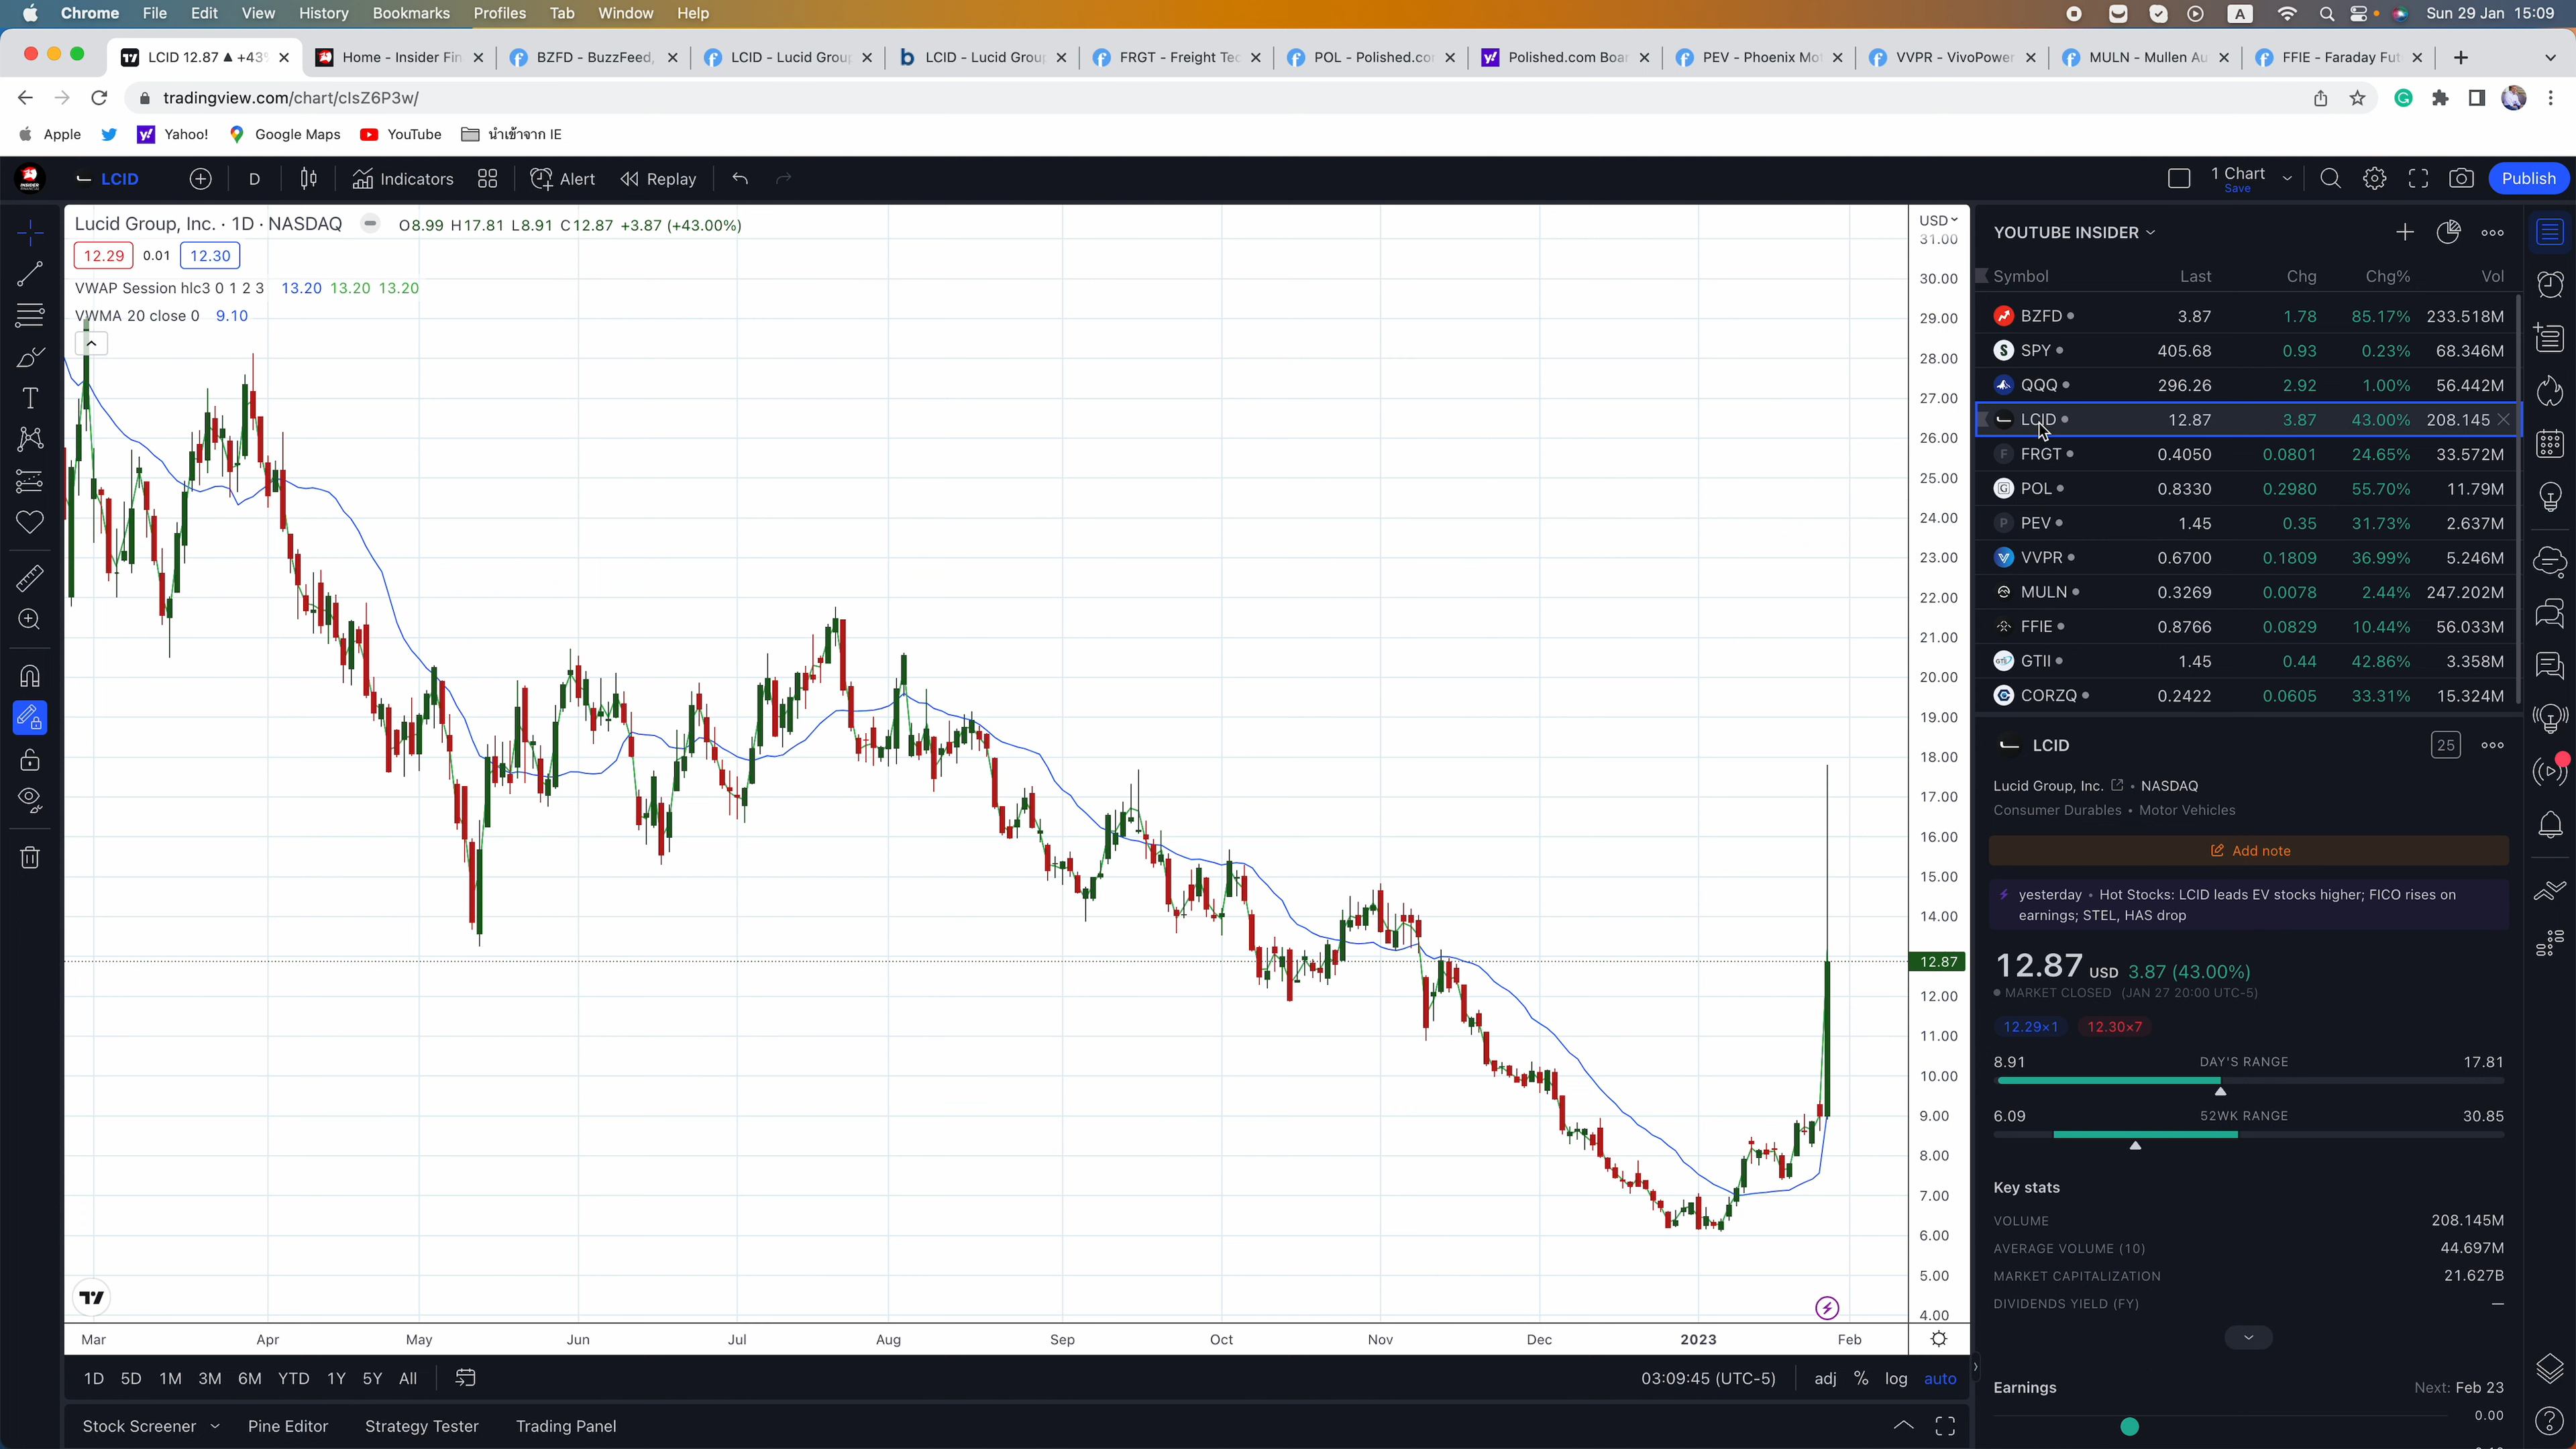 Chrome File Edit View History Bookmarks Profiles Tab Window Help A Sun 29 Jan 15:09
LCID 12.87 ▲ +43 Home - Insider Fin BZFD - BuzzFeed, LCID - Lucid Grou LCID - Lucid Grou FRGT - Freight Tec POL - Polished.co Polished.com Boar PEV - Phoenix Mo VVPR - VivoPower MULN - Mullen Au FFIE - Faraday Fut
tradingview.com/chart/cIsZ6P3w/
Apple Yahoo! Google Maps YouTube นำเข้าจาก IE
LCID D Indicators Alert Replay 1 Chart Publish
Save
Lucid Group, Inc. · 1D · NASDAQ O8.99 H17.81 L8.91 C12.87 +3.87 (+43.00%)
12.29 0.01 12.30
VWAP Session hlc3 0 1 2 3 13.20 13.20 13.20
VWMA 20 close 0 9.10
USD
31.00
30.00
29.00
28.00
27.00
26.00
25.00
24.00
23.00
22.00
21.00
20.00
19.00
18.00
17.00
16.00
15.00
14.00
12.87
12.00
11.00
10.00
9.00
8.00
7.00
6.00
5.00
4.00
Mar Apr May Jun Jul Aug Sep Oct Nov Dec 2023 Feb
1D 5D 1M 3M 6M YTD 1Y 5Y All 03:09:45 (UTC-5) adj % log auto
Stock Screener Pine Editor Strategy Tester Trading Panel
YOUTUBE INSIDER
Symbol Last Chg Chg% Vol
BZFD 3.87 1.78 85.17% 233.518M
SPY 405.68 0.93 0.23% 68.346M
QQQ 296.26 2.92 1.00% 56.442M
LCID 12.87 3.87 43.00% 208.145
FRGT 0.4050 0.0801 24.65% 33.572M
POL 0.8330 0.2980 55.70% 11.79M
PEV 1.45 0.35 31.73% 2.637M
VVPR 0.6700 0.1809 36.99% 5.246M
MULN 0.3269 0.0078 2.44% 247.202M
FFIE 0.8766 0.0829 10.44% 56.033M
GTII 1.45 0.44 42.86% 3.358M
CORZQ 0.2422 0.0605 33.31% 15.324M
LCID 25
Lucid Group, Inc. • NASDAQ
Consumer Durables • Motor Vehicles
Add note
yesterday • Hot Stocks: LCID leads EV stocks higher; FICO rises on
earnings; STEL, HAS drop
12.87 USD 3.87 (43.00%)
MARKET CLOSED (JAN 27 20:00 UTC-5)
12.29×1 12.30×7
8.91 DAY'S RANGE 17.81
6.09 52WK RANGE 30.85
Key stats
VOLUME 208.145M
AVERAGE VOLUME (10) 44.697M
MARKET CAPITALIZATION 21.627B
DIVIDENDS YIELD (FY) —
Earnings Next: Feb 23
0.00